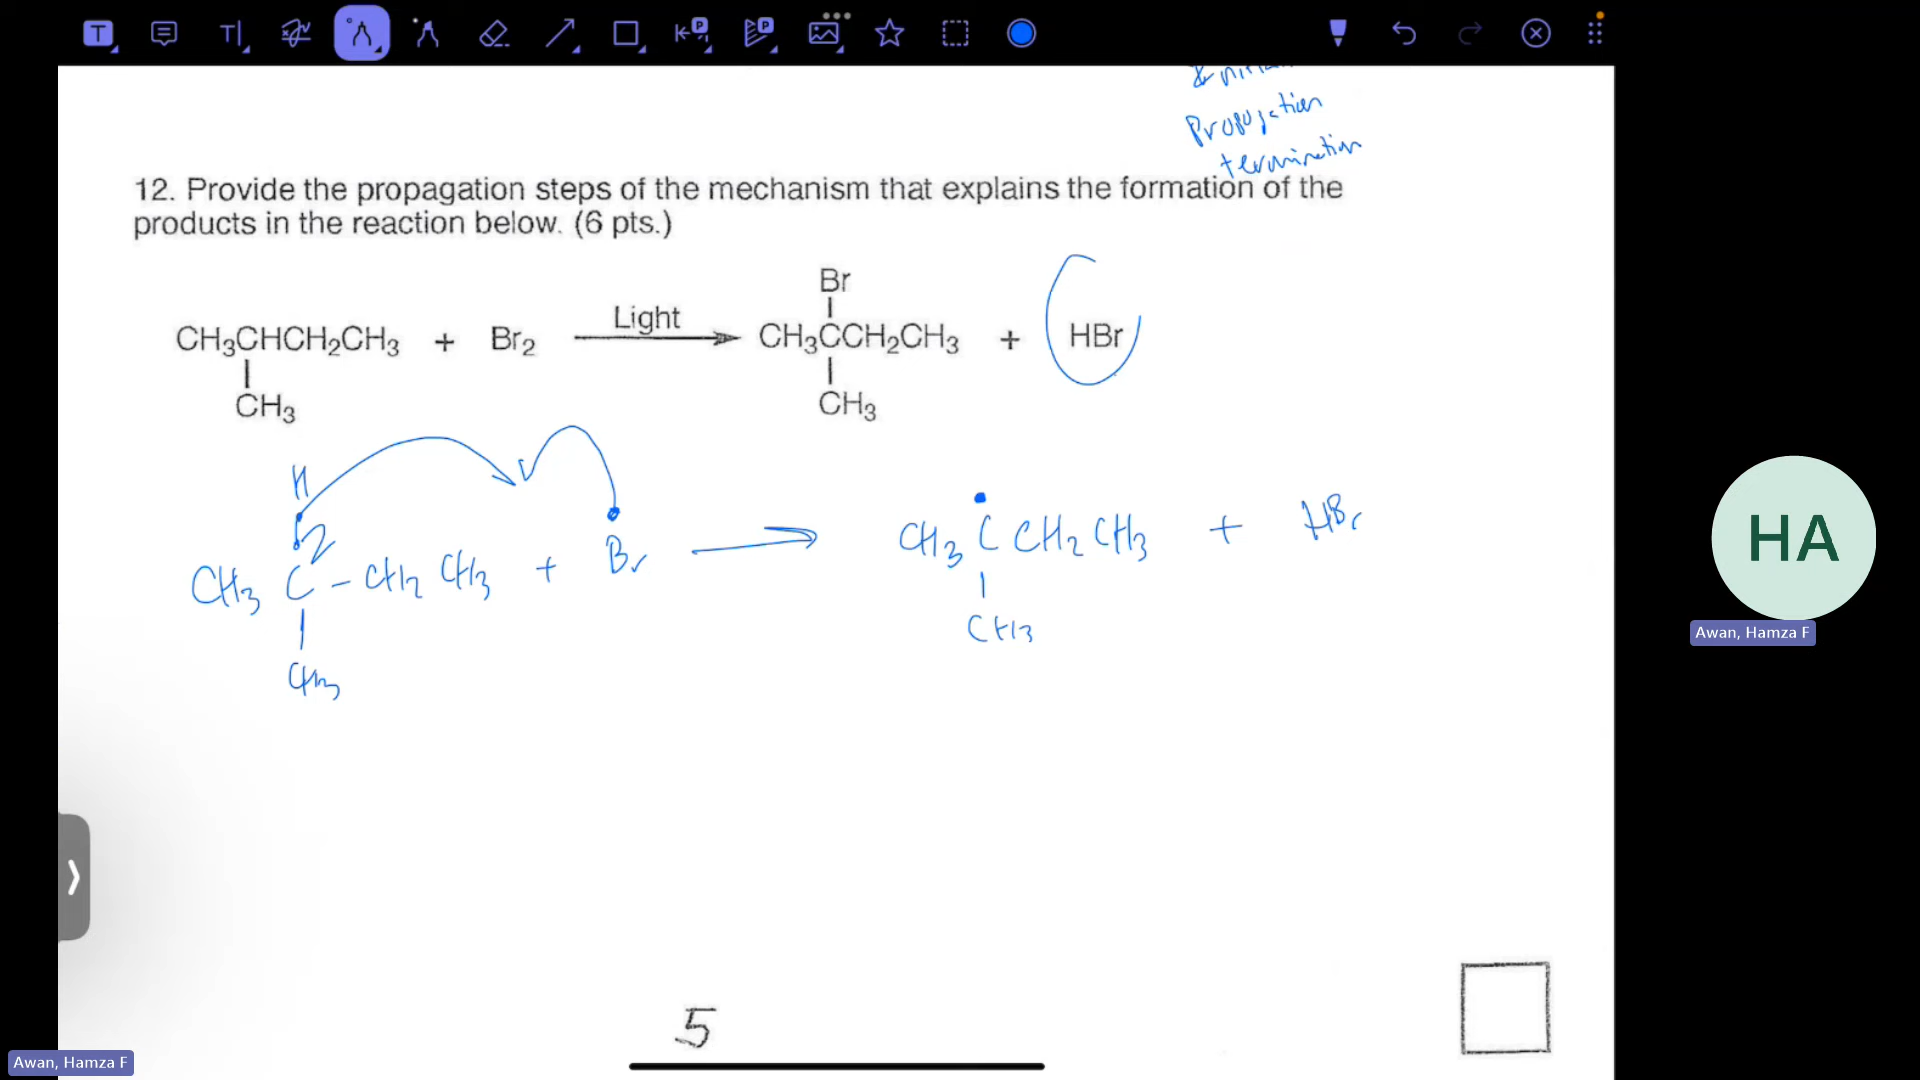 Propagation
termination
12. Provide the propagation steps of the mechanism that explains the formation of the
products in the reaction below. (6 pts.)
Br
CH3CHCH2CH3 + Br2 Light CH3CCH2CH3 + HBr
CH3 CH3
H
CH3 C - CH2 CH3 + Br CH3 C CH2 CH3 + HBr
CH3 CH3
5
HA
Awan, Hamza F
Awan, Hamza F